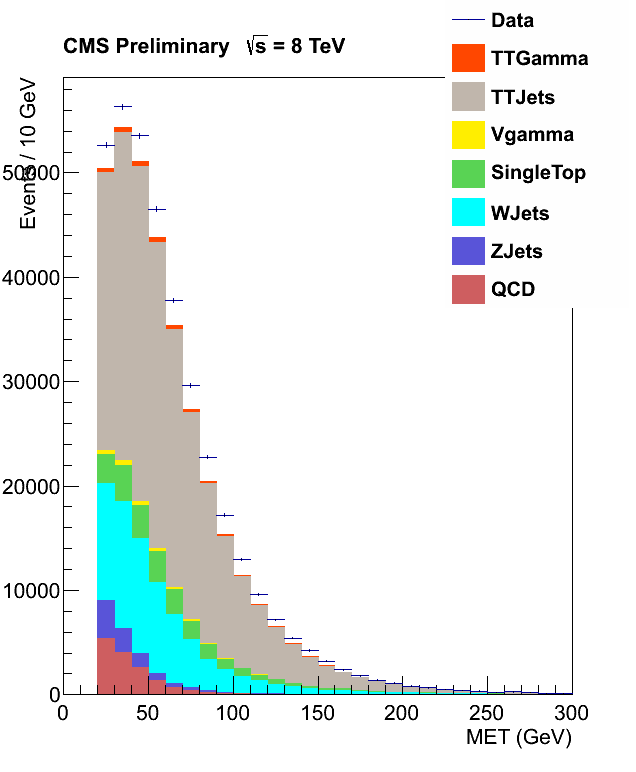 Data
CMS Preliminary √s = 8 TeV
TTGamma
TTJets
Vgamma
SingleTop
WJets
ZJets
QCD
Events / 10 GeV
50000
40000
30000
20000
10000
0
0 50 100 150 200 250 300
MET (GeV)